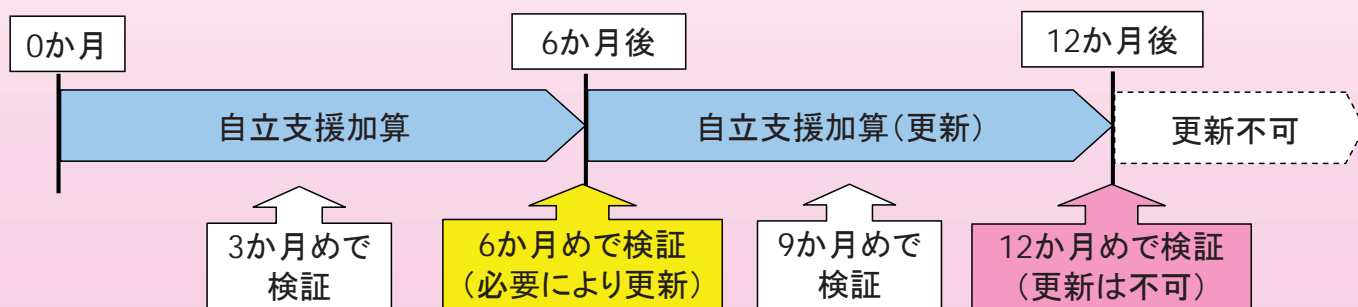 0か月
6か月後
12か月後
自立支援加算
自立支援加算(更新)
更新不可
3か月めで
検証
6か月めで検証
(必要により更新)
9か月めで
検証
12か月めで検証
(更新は不可)